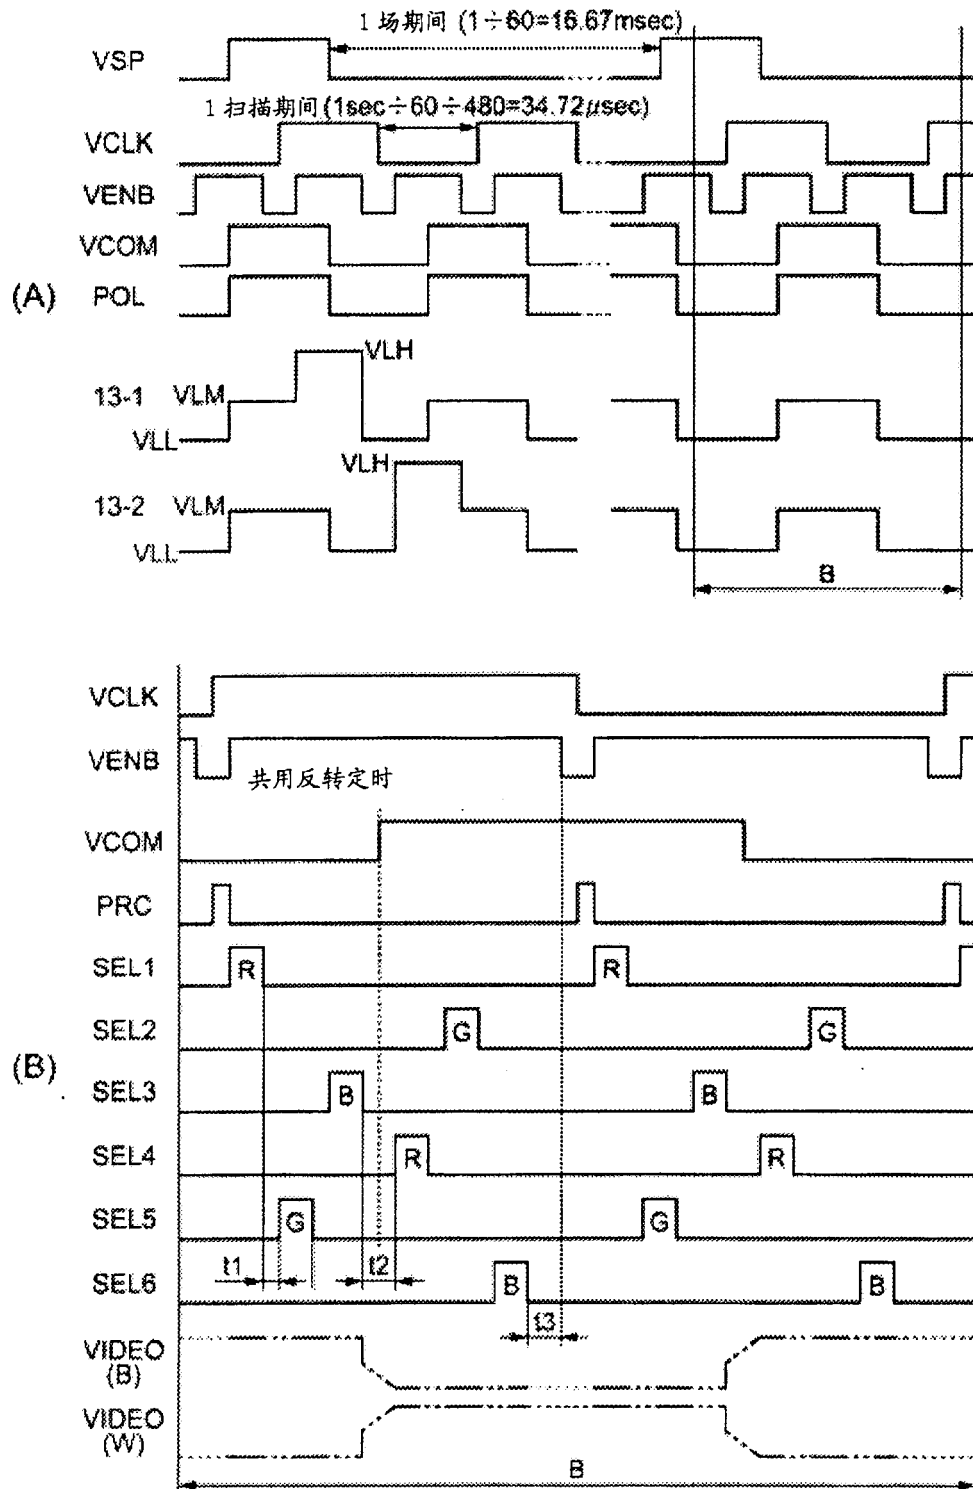 1 场期间 (1÷60=16.67msec)
VSP
1 扫描期间(1sec÷60÷480=34.72μsec)
VCLK
VENB
VCOM
(A)
POL
VLH
13-1 VLM
VLL
VLH
13-2 VLM
VLL
B
VCLK
VENB
共用反转定时
VCOM
PRC
SEL1 R R
SEL2 G G
(B)
SEL3 B B
SEL4 R R
SEL5 G G
t1 t2
SEL6 B B
t3
VIDEO
(B)
VIDEO
(W)
B